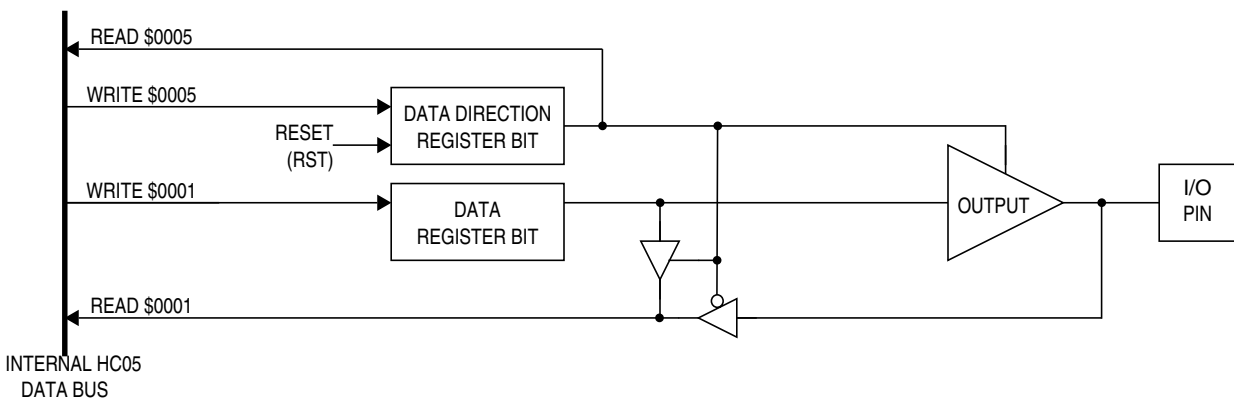 READ $0005
WRITE $0005
RESET
(RST)
DATA DIRECTION
REGISTER BIT
WRITE $0001
DATA
REGISTER BIT
OUTPUT
I/O
PIN
READ $0001
INTERNAL HC05
DATA BUS